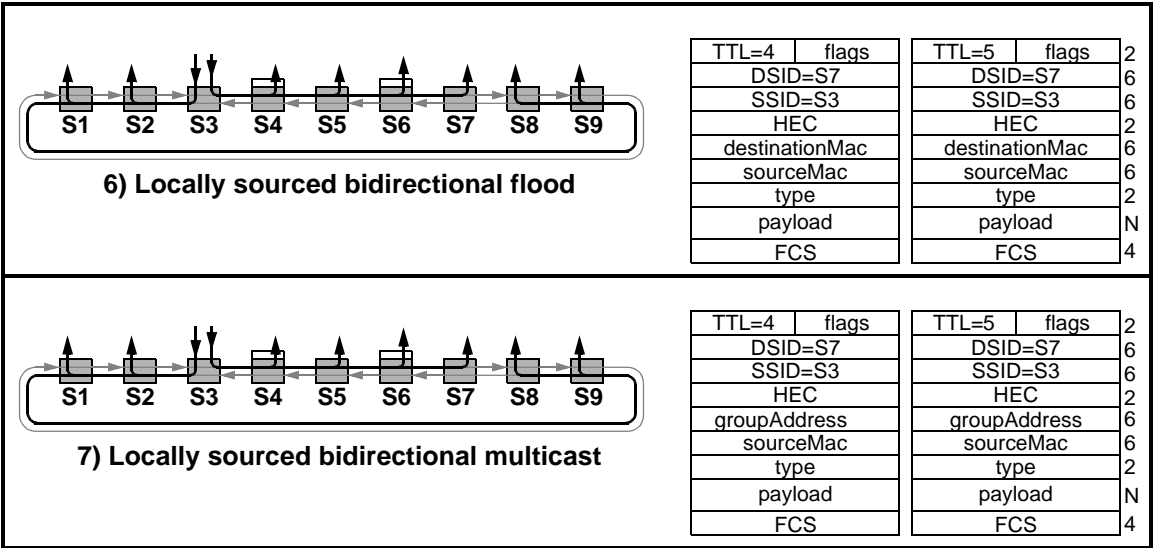 TTL=4 flags TTL=5 flags 2
DSID=S7 DSID=S7 6
SSID=S3 SSID=S3 6
HEC HEC 2
destinationMac destinationMac 6
sourceMac sourceMac 6
type type 2
payload payload N
FCS FCS 4
S1 S2 S3 S4 S5 S6 S7 S8 S9
6) Locally sourced bidirectional flood
TTL=4 flags TTL=5 flags 2
DSID=S7 DSID=S7 6
SSID=S3 SSID=S3 6
HEC HEC 2
groupAddress groupAddress 6
sourceMac sourceMac 6
type type 2
payload payload N
FCS FCS 4
S1 S2 S3 S4 S5 S6 S7 S8 S9
7) Locally sourced bidirectional multicast